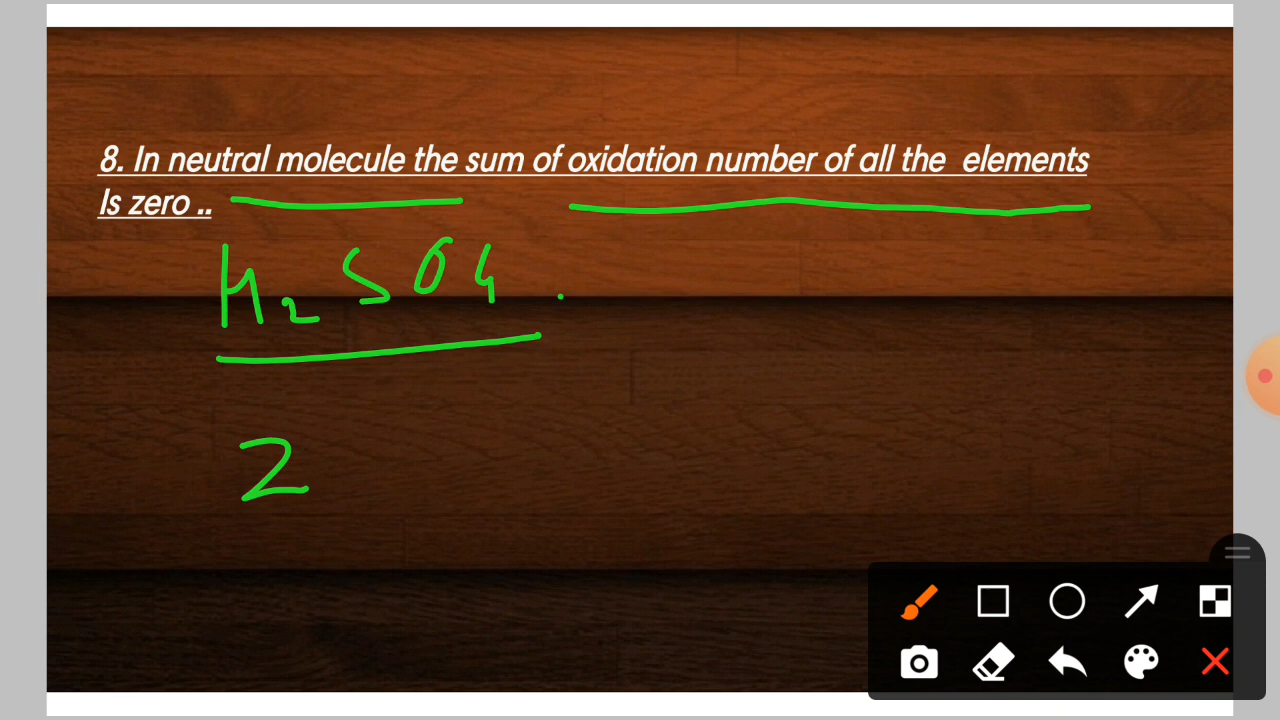 8. In neutral molecule the sum of oxidation number of all the elements
Is zero ..
H2SO4.
2